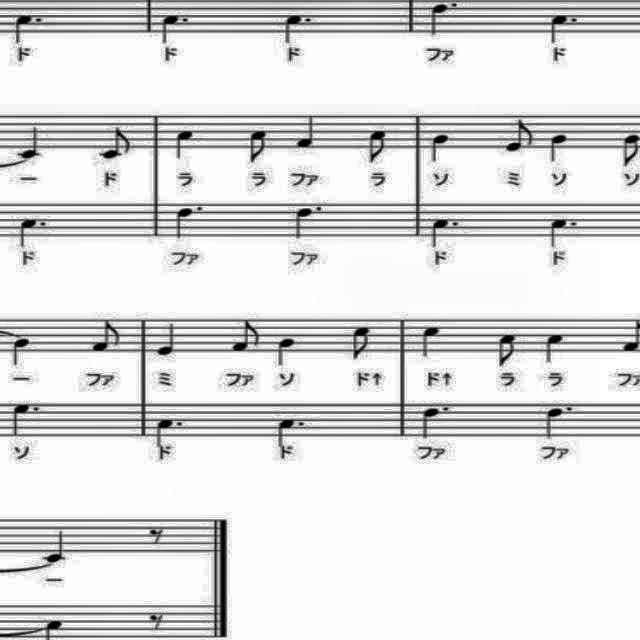 ド ド ド ファ ド
ー ド ラ ラ ファ ラ ソ ミ ソ ソ
ド ファ ファ ド ド
ー ファ ミ ファ ソ ド↑ ド↑ ラ ラ ファ
ソ ド ド ファ ファ
ー